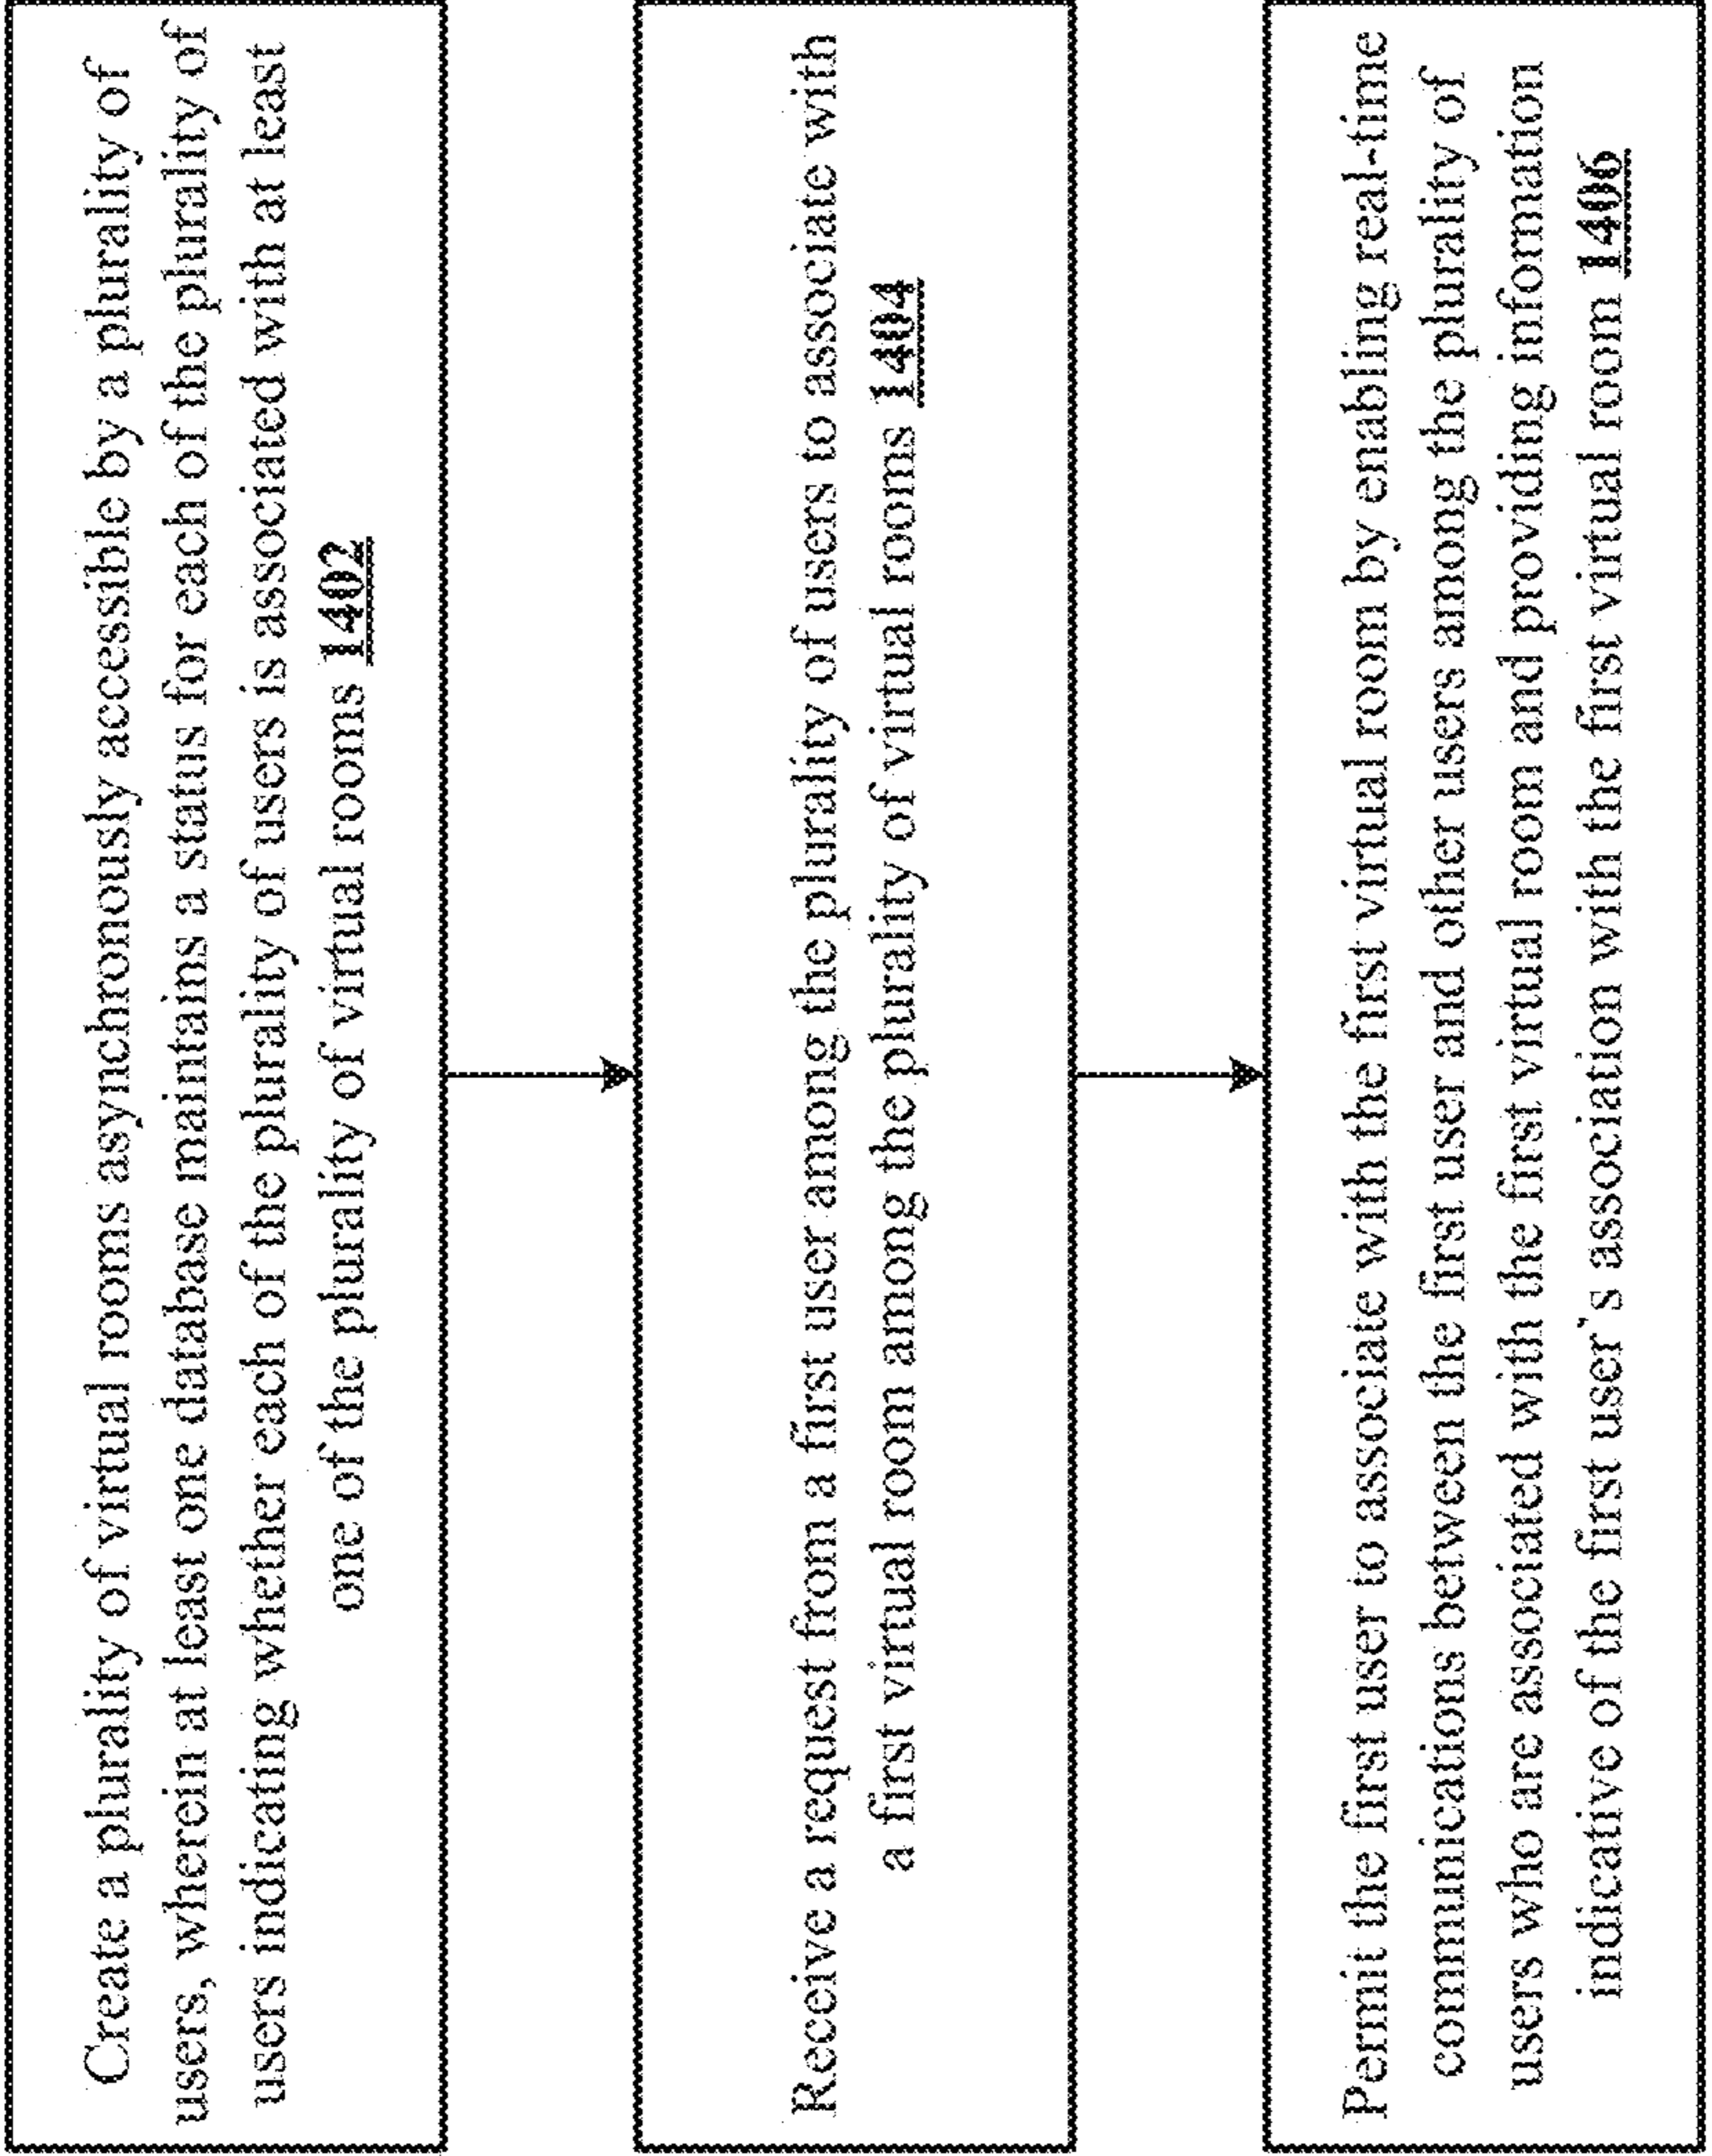 Create a plurality of virtual rooms asynchronously accessible by a plurality of
users, wherein at least one database maintains a status for each of the plurality of
users indicating whether each of the plurality of users is associated with at least
one of the plurality of virtual rooms 1402
Receive a request from a first user among the plurality of users to associate with
a first virtual room among the plurality of virtual rooms 1404
Permit the first user to associate with the first virtual room by enabling real-time
communications between the first user and other users among the plurality of
users who are associated with the first virtual room and providing information
indicative of the first user's association with the first virtual room 1406